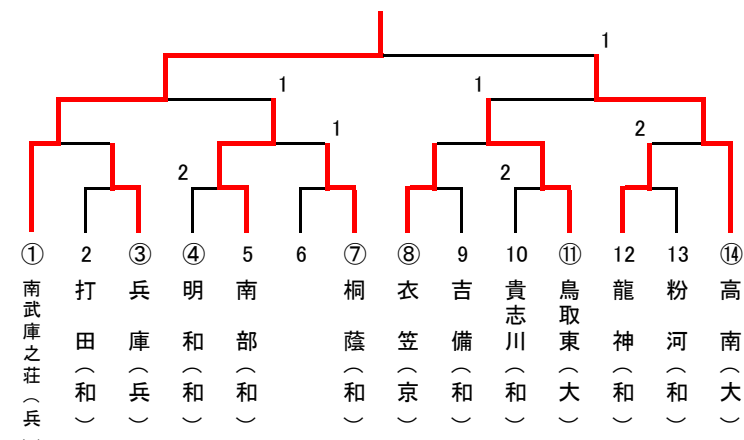 1
1
1
1
2
2
2
① 2 ③ ④ 5 6 ⑦ ⑧ 9 10 ⑪ 12 13 ⑭
南武庫之荘（兵
打田（和）
兵庫（兵）
明和（和）
南部（和）
桐蔭（和）
衣笠（京）
吉備（和）
貴志川（和）
鳥取東（大）
龍神（和）
粉河（和）
高南（大）